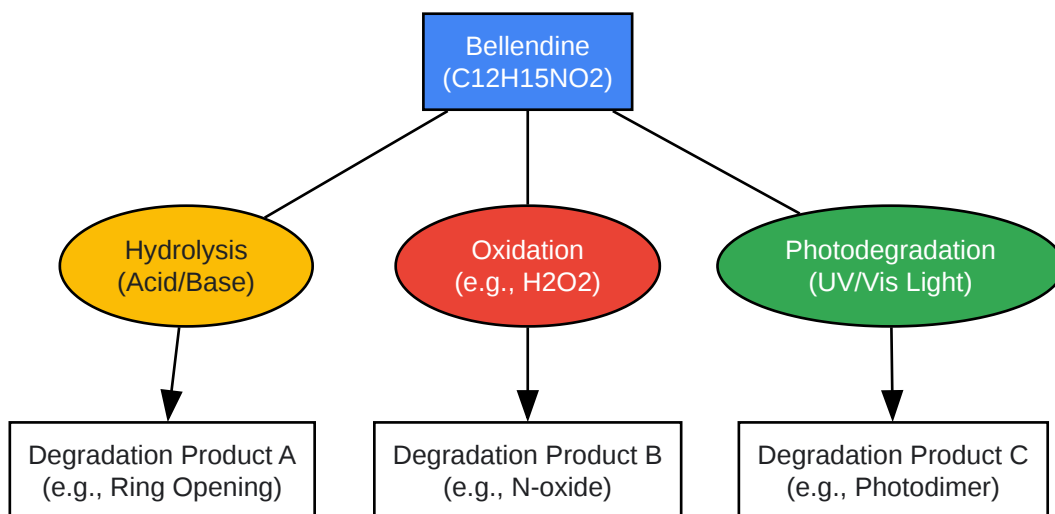 Bellendine
(C12H15NO2)
Hydrolysis
(Acid/Base)
Oxidation
(e.g., H2O2)
Photodegradation
(UV/Vis Light)
Degradation Product A
(e.g., Ring Opening)
Degradation Product B
(e.g., N-oxide)
Degradation Product C
(e.g., Photodimer)